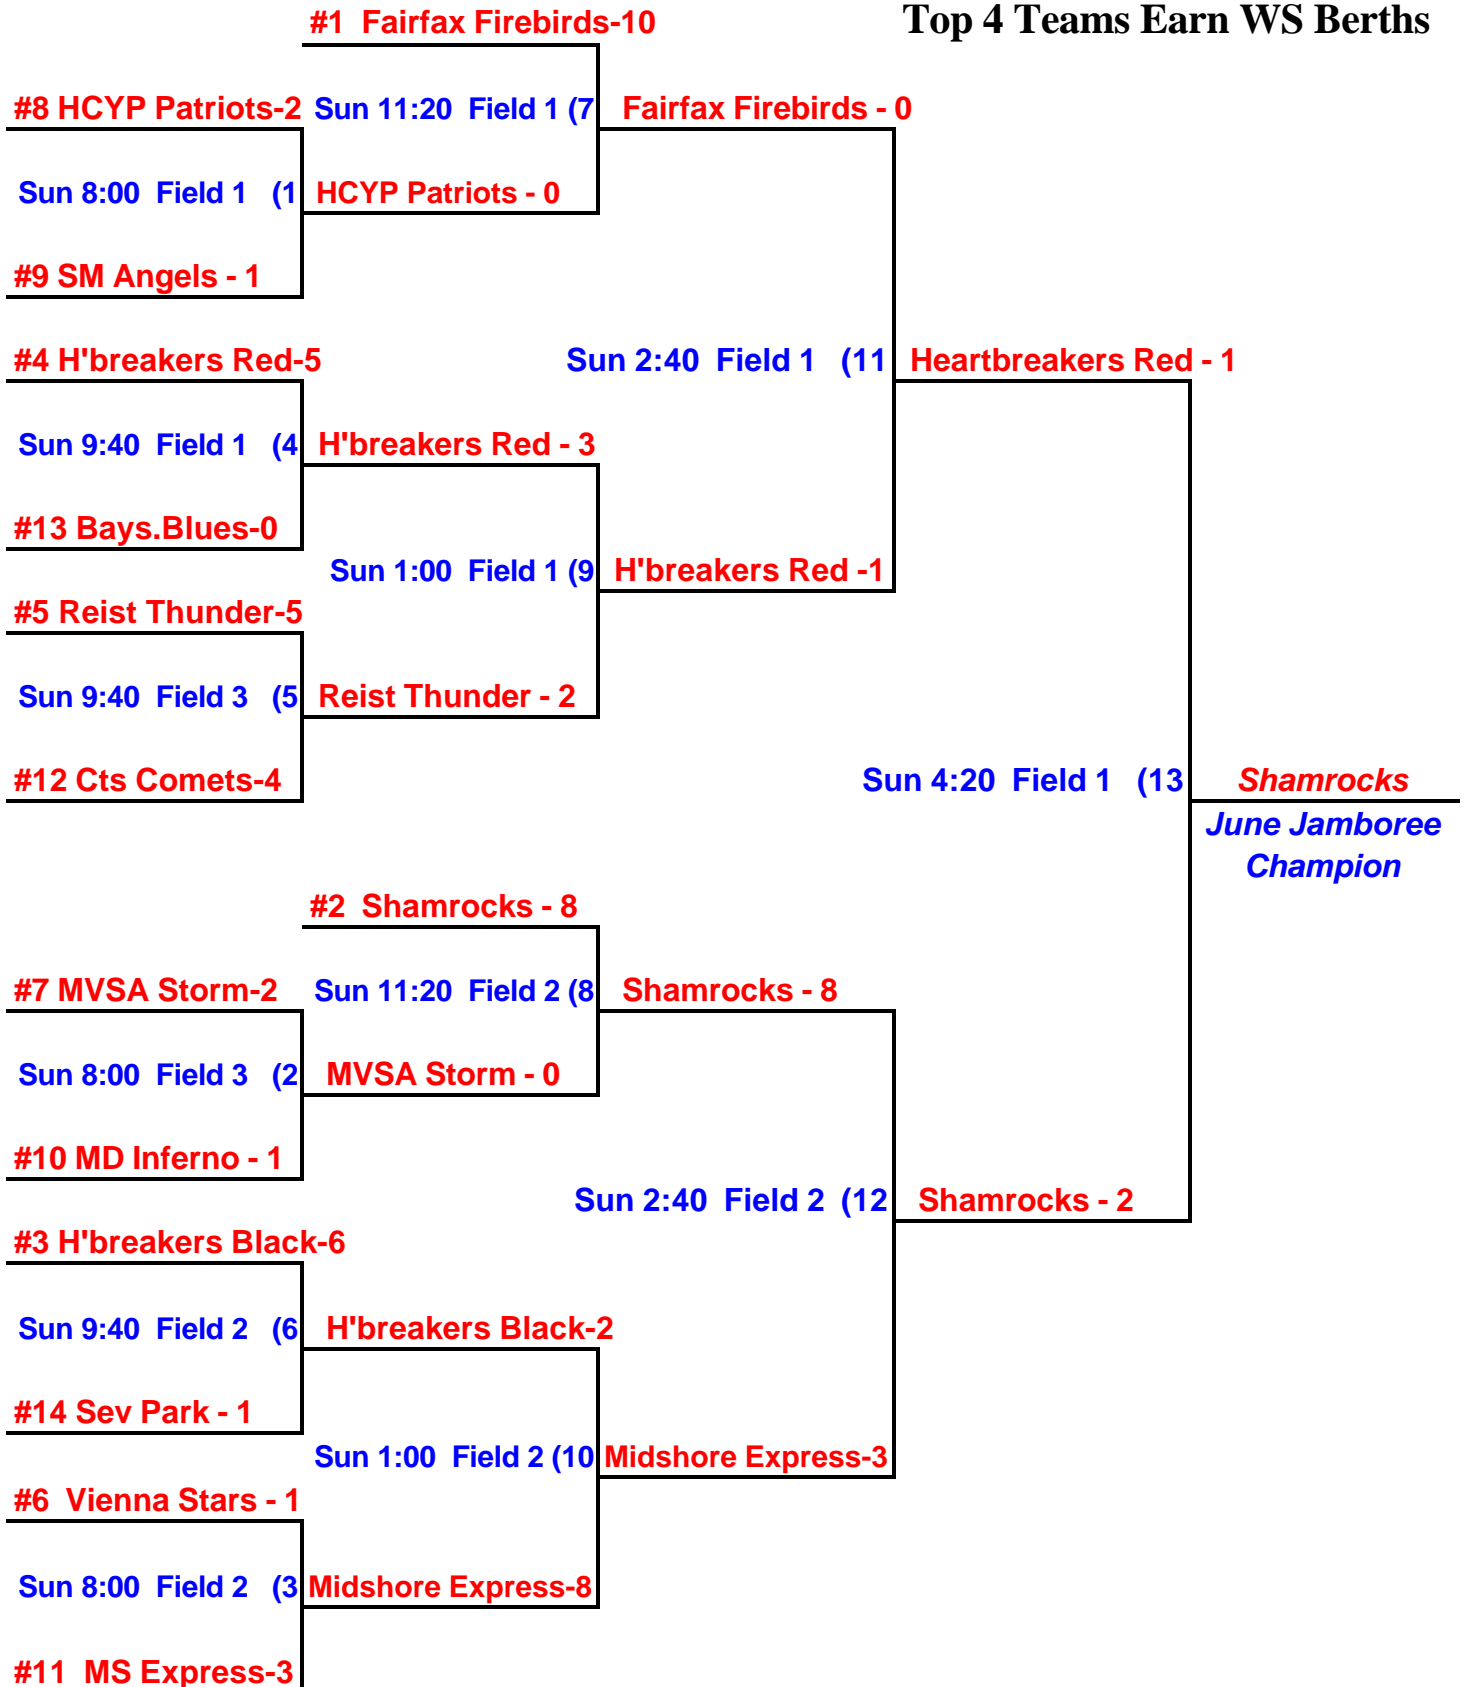 #1  Fairfax Firebirds-10
Top 4 Teams Earn WS Berths
#8 HCYP Patriots-2
Sun 11:20  Field 1 (7
Fairfax Firebirds - 0
Sun 8:00  Field 1   (1
HCYP Patriots - 0
#9 SM Angels - 1
#4 H'breakers Red-5
Sun 2:40  Field 1   (11
Heartbreakers Red - 1
Sun 9:40  Field 1   (4
H'breakers Red - 3
#13 Bays.Blues-0
Sun 1:00  Field 1 (9
H'breakers Red -1
#5 Reist Thunder-5
Sun 9:40  Field 3   (5
Reist Thunder - 2
#12 Cts Comets-4
Sun 4:20  Field 1   (13
Shamrocks
June Jamboree
Champion
#2  Shamrocks - 8
#7 MVSA Storm-2
Sun 11:20  Field 2 (8
Shamrocks - 8
Sun 8:00  Field 3   (2
MVSA Storm - 0
#10 MD Inferno - 1
Sun 2:40  Field 2  (12
Shamrocks - 2
#3 H'breakers Black-6
Sun 9:40  Field 2   (6
H'breakers Black-2
#14 Sev Park - 1
Sun 1:00  Field 2 (10
Midshore Express-3
#6  Vienna Stars - 1
Sun 8:00  Field 2   (3
Midshore Express-8
#11  MS Express-3